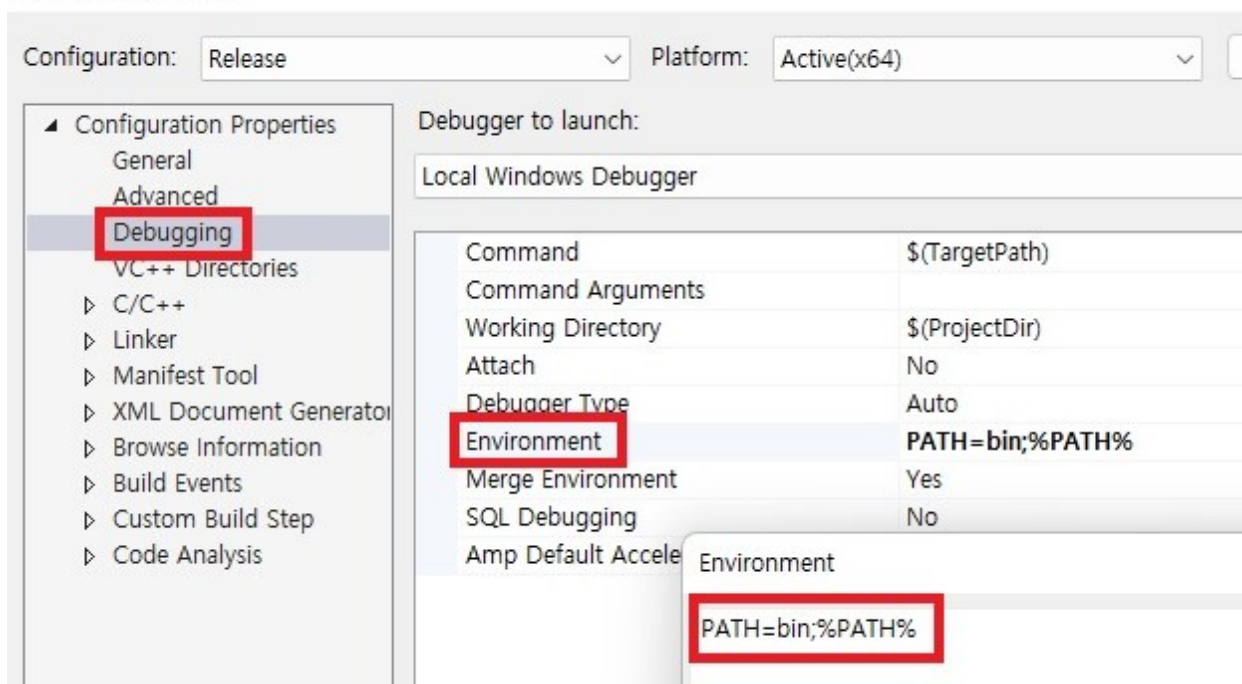 Configuration: Release Platform: Active(x64)
Configuration Properties
General
Advanced
Debugging
VC++ Directories
C/C++
Linker
Manifest Tool
XML Document Generator
Browse Information
Build Events
Custom Build Step
Code Analysis
Debugger to launch:
Local Windows Debugger
Command $(TargetPath)
Command Arguments
Working Directory $(ProjectDir)
Attach No
Debugger Type Auto
Environment PATH=bin;%PATH%
Merge Environment Yes
SQL Debugging No
Amp Default Accele
Environment
PATH=bin;%PATH%